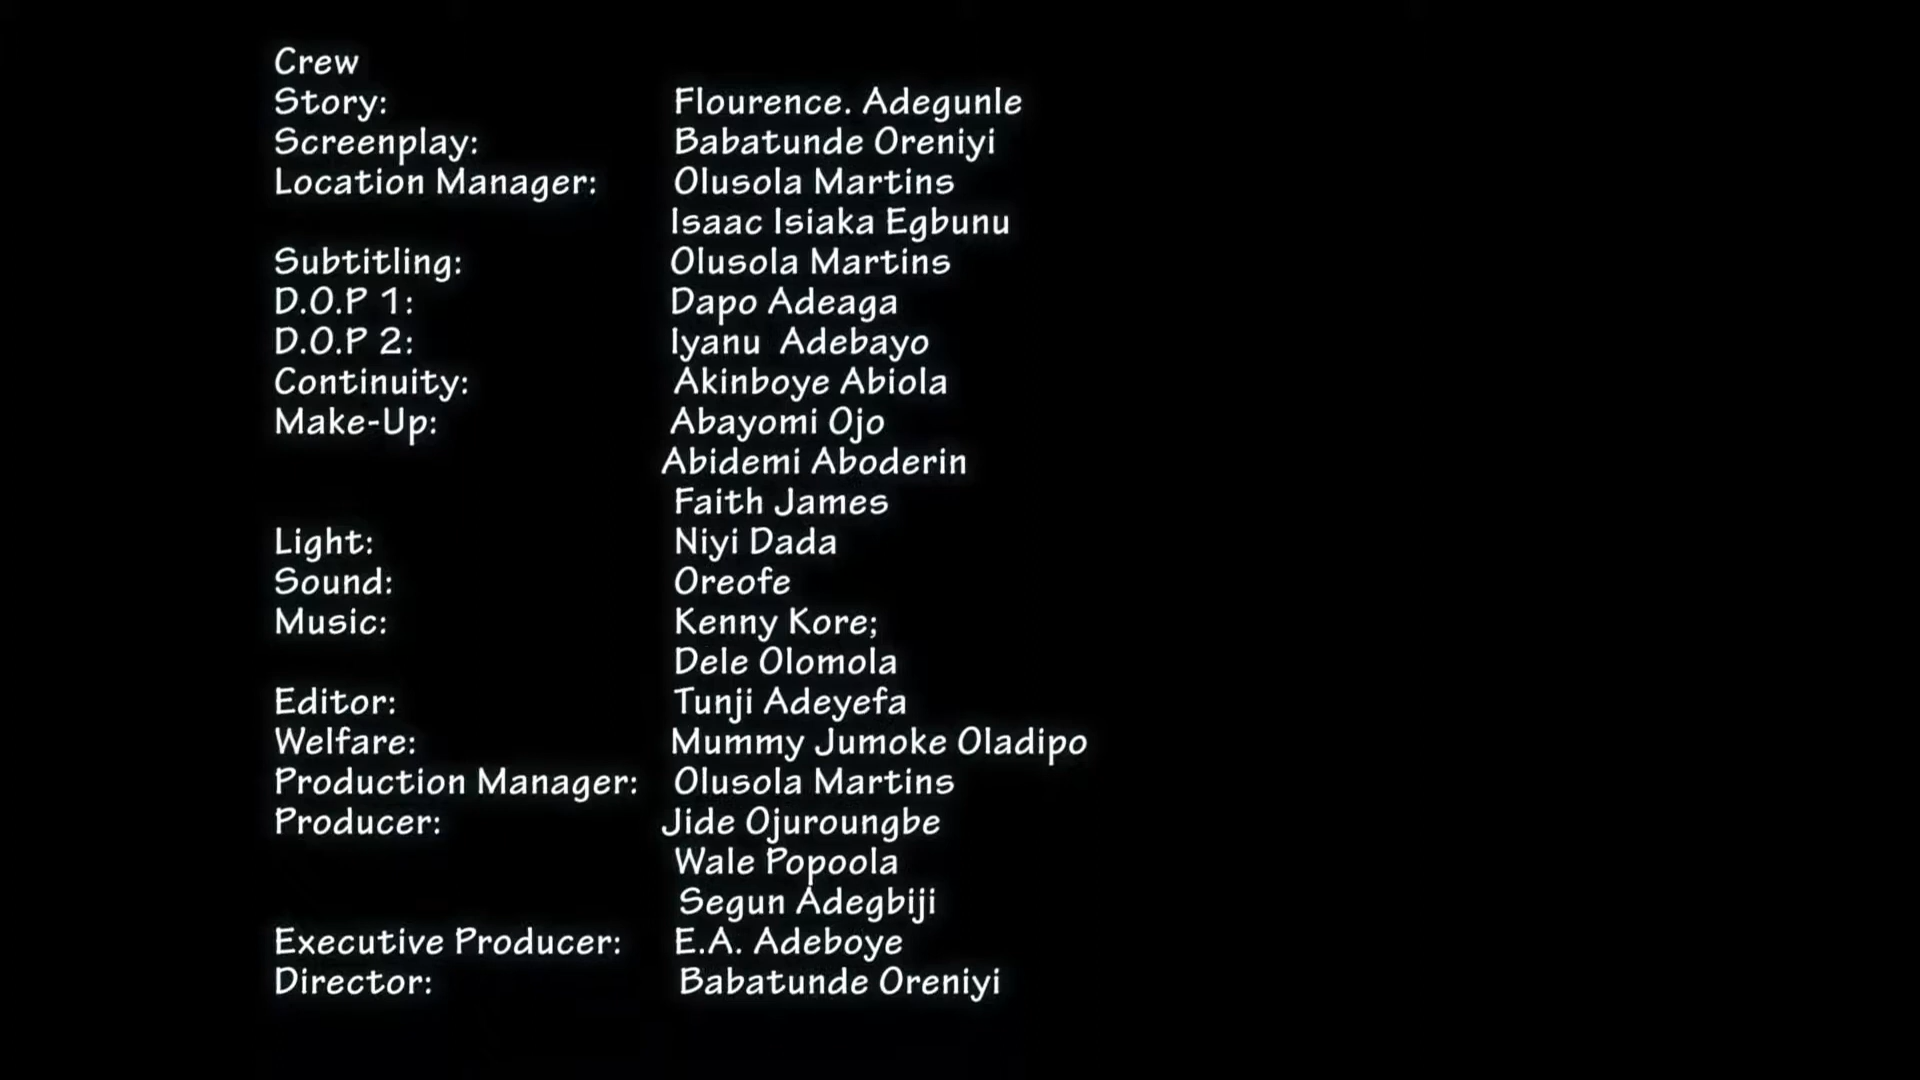 Crew
Story: Flourence. Adegunle
Screenplay: Babatunde Oreniyi
Location Manager: Olusola Martins
Isaac Isiaka Egbunu
Subtitling: Olusola Martins
D.O.P 1: Dapo Adeaga
D.O.P 2: Iyanu Adebayo
Continuity: Akinboye Abiola
Make-Up: Abayomi Ojo
Abidemi Aboderin
Faith James
Light: Niyi Dada
Sound: Oreofe
Music: Kenny Kore;
Dele Olomola
Editor: Tunji Adeyefa
Welfare: Mummy Jumoke Oladipo
Production Manager: Olusola Martins
Producer: Jide Ojuroungbe
Wale Popoola
Segun Adegbiji
Executive Producer: E.A. Adeboye
Director: Babatunde Oreniyi